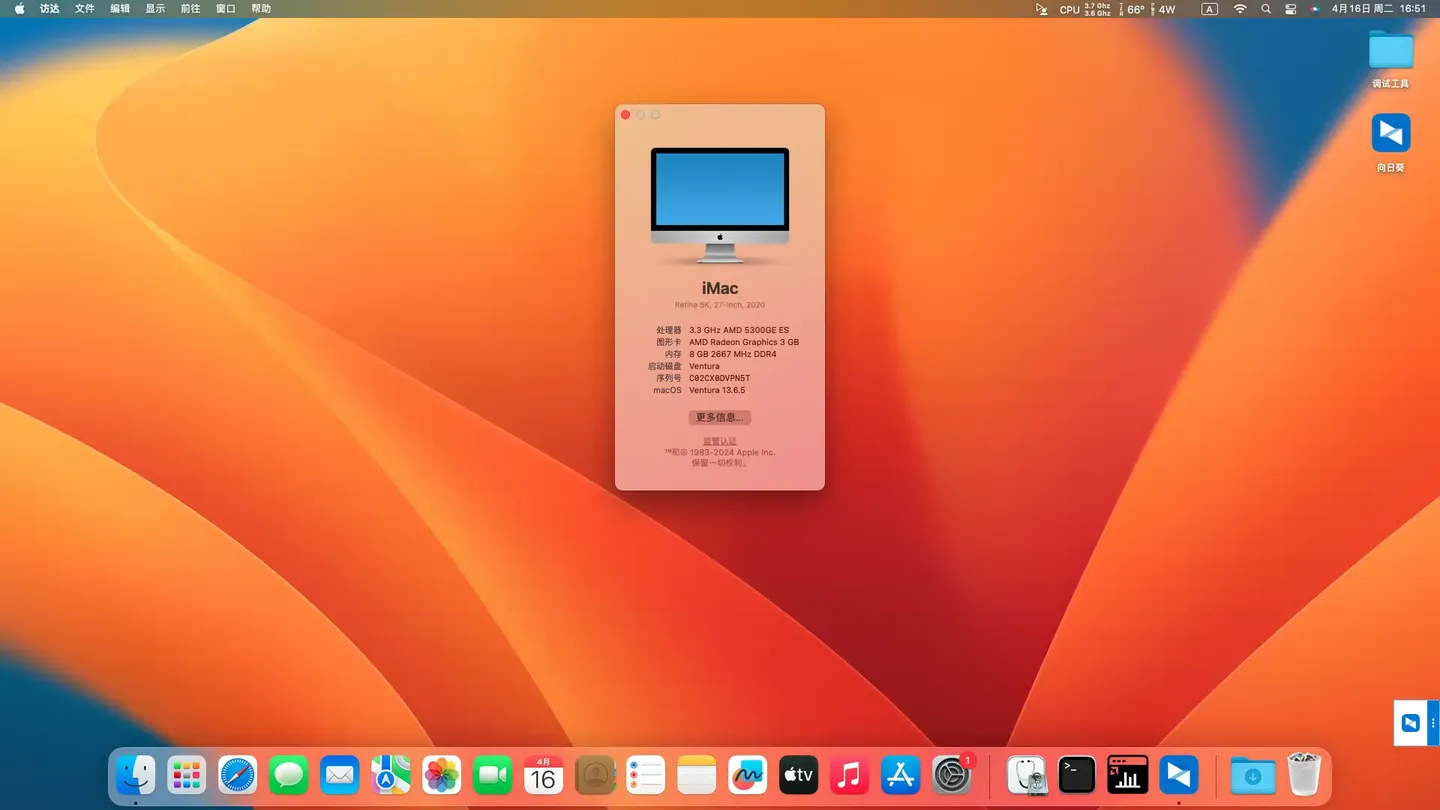 访达 文件 编辑 显示 前往 窗口 帮助
CPU 3.7 Ghz 3.6 Ghz 66° 4W A 4月16日 周二 16:51
调试工具
向日葵
iMac
Retina 5K, 27-inch, 2020
处理器 3.3 GHz AMD 5300GE ES
图形卡 AMD Radeon Graphics 3 GB
内存 8 GB 2667 MHz DDR4
启动磁盘 Ventura
序列号 C02CX0DVPN5T
macOS Ventura 13.6.5
更多信息...
监管认证
™和© 1983-2024 Apple Inc.
保留一切权利。
4月
16
tv
1
>_